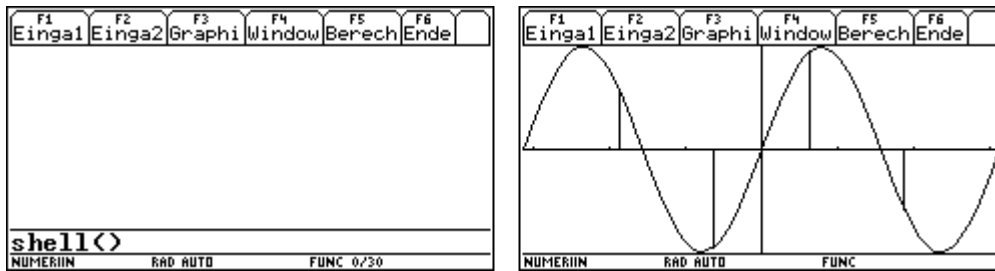 F1 F2 F3 F4 F5 F6
Einga1 Einga2 Graphi Window Berech Ende
shell()
NUMERIIN RAD AUTO FUNC 0/30
F1 F2 F3 F4 F5 F6
Einga1 Einga2 Graphi Window Berech Ende
NUMERIIN RAD AUTO FUNC